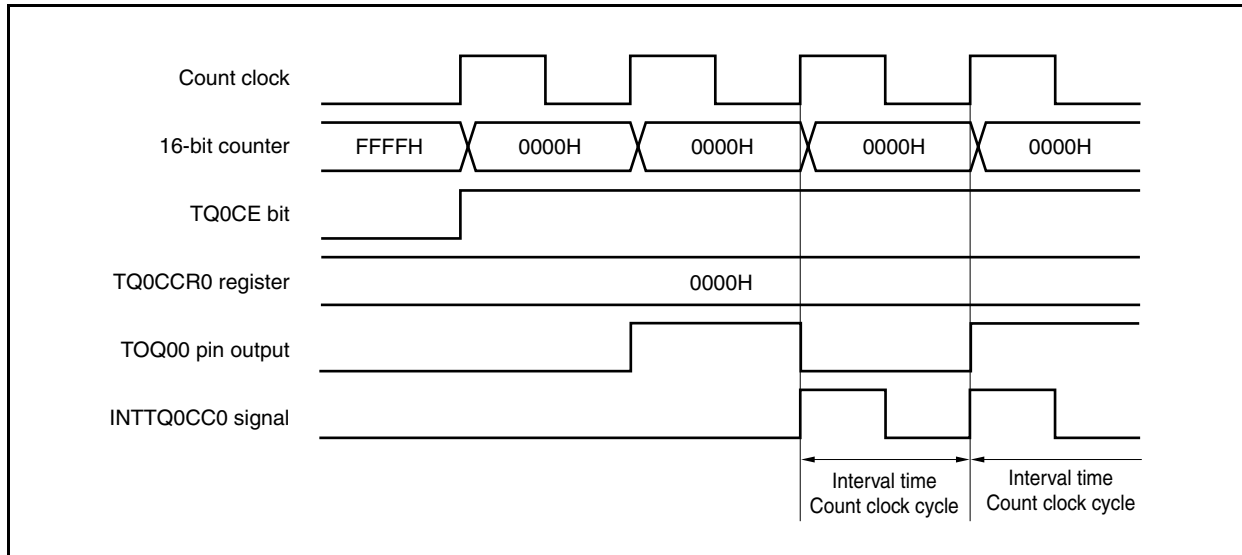 Count clock
16-bit counter FFFFH 0000H 0000H 0000H 0000H
TQ0CE bit
TQ0CCR0 register 0000H
TOQ00 pin output
INTTQ0CC0 signal
Interval time Interval time
Count clock cycle Count clock cycle